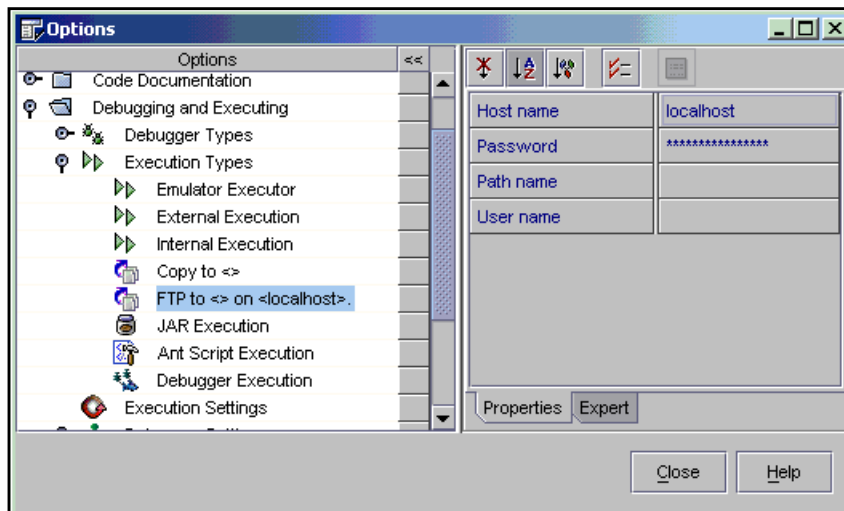 Options
Options <<
Code Documentation
Debugging and Executing
Debugger Types
Execution Types
Emulator Executor
External Execution
Internal Execution
Copy to <>
FTP to <> on <localhost>.
JAR Execution
Ant Script Execution
Debugger Execution
Execution Settings
Host name localhost
Password ****************
Path name
User name
Properties Expert
Close Help